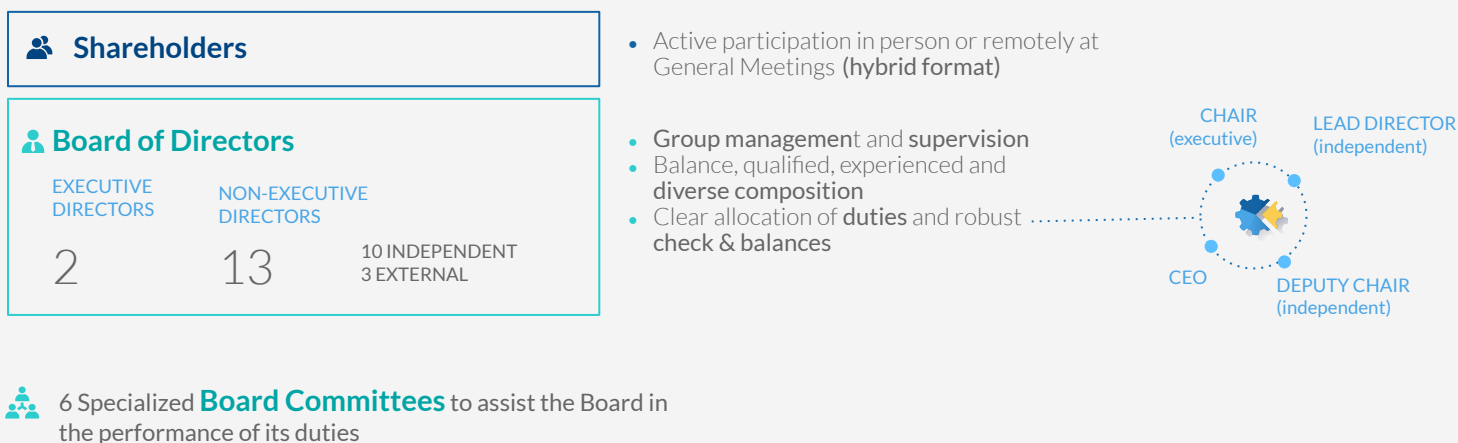 Shareholders
• Active participation in person or remotely at
General Meetings (hybrid format)
Board of Directors
EXECUTIVE
DIRECTORS
2
NON-EXECUTIVE
DIRECTORS
13
10 INDEPENDENT
3 EXTERNAL
• Group management and supervision
• Balance, qualified, experienced and
diverse composition
• Clear allocation of duties and robust
check & balances
CHAIR
(executive)
LEAD DIRECTOR
(independent)
CEO
DEPUTY CHAIR
(independent)
6 Specialized Board Committees to assist the Board in
the performance of its duties